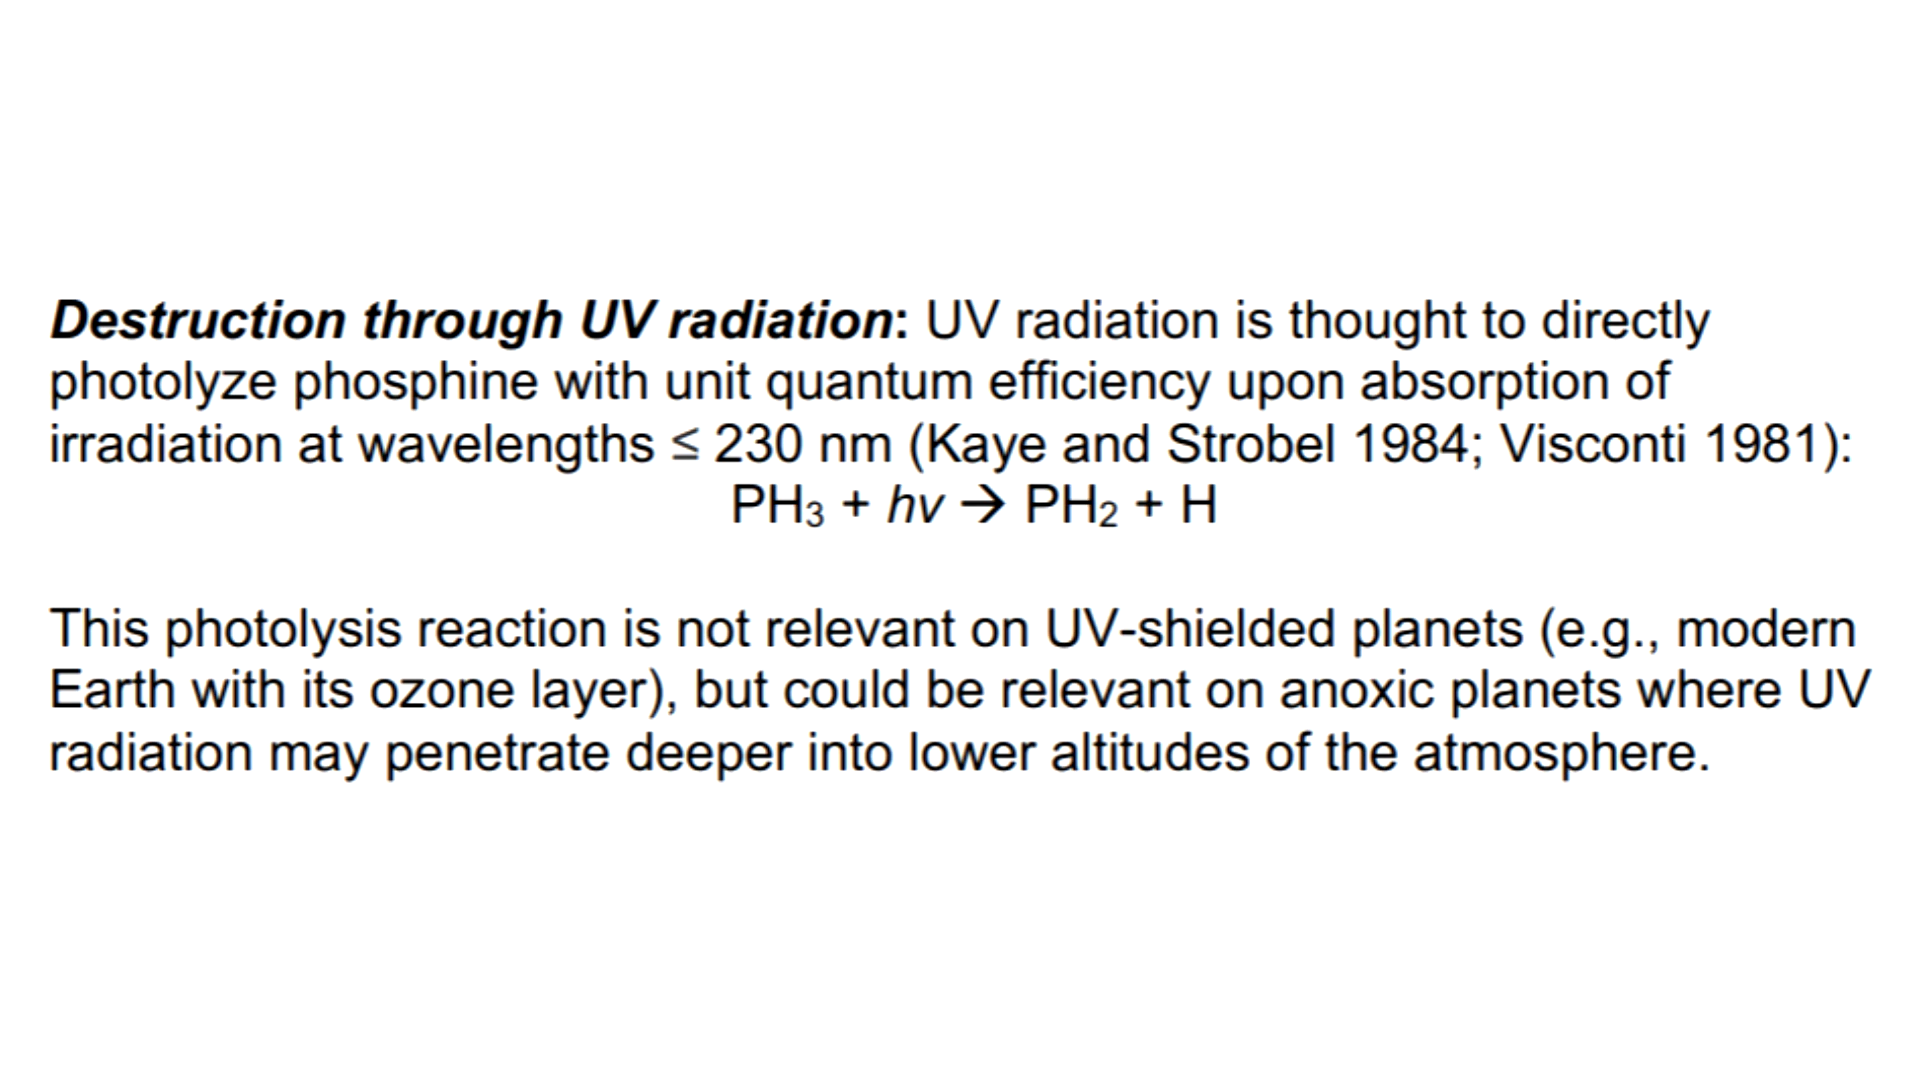 Destruction through UV radiation: UV radiation is thought to directly
photolyze phosphine with unit quantum efficiency upon absorption of
irradiation at wavelengths ≤ 230 nm (Kaye and Strobel 1984; Visconti 1981):
PH₃ + hv → PH₂ + H
This photolysis reaction is not relevant on UV-shielded planets (e.g., modern
Earth with its ozone layer), but could be relevant on anoxic planets where UV
radiation may penetrate deeper into lower altitudes of the atmosphere.